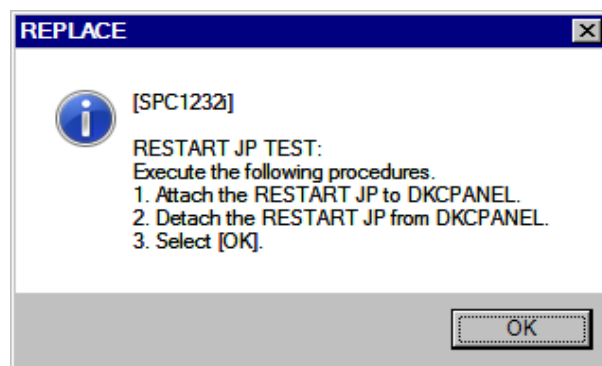 REPLACE
[SPC1232i]
RESTART JP TEST:
Execute the following procedures.
1. Attach the RESTART JP to DKCPANEL.
2. Detach the RESTART JP from DKCPANEL.
3. Select [OK].
OK